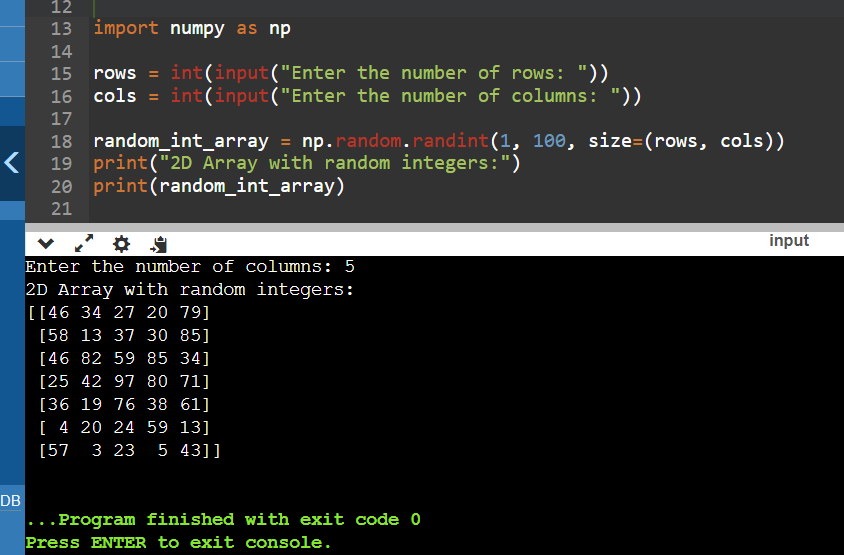 12
13 import numpy as np
14
15 rows = int(input("Enter the number of rows: "))
16 cols = int(input("Enter the number of columns: "))
17
18 random_int_array = np.random.randint(1, 100, size=(rows, cols))
19 print("2D Array with random integers:")
20 print(random_int_array)
21
input
Enter the number of columns: 5
2D Array with random integers:
[[46 34 27 20 79]
 [58 13 37 30 85]
 [46 82 59 85 34]
 [25 42 97 80 71]
 [36 19 76 38 61]
 [ 4 20 24 59 13]
 [57  3 23  5 43]]
DB
...Program finished with exit code 0
Press ENTER to exit console.